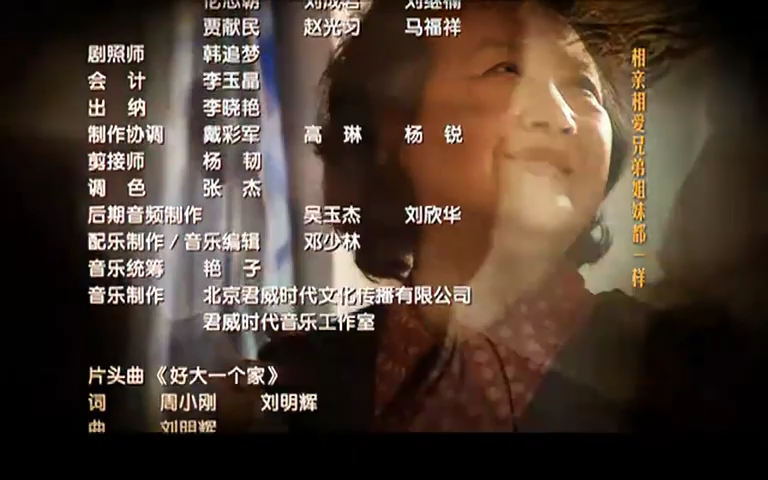 贾献民 赵光习 马福祥
剧照师 韩追梦
会计 李玉晶
出纳 李晓艳
制作协调 戴彩军 高琳 杨锐
剪接师 杨韧
调色 张杰
后期音频制作 吴玉杰 刘欣华
配乐制作/音乐编辑 邓少林
音乐统筹 艳子
音乐制作 北京君威时代文化传播有限公司
君威时代音乐工作室
片头曲《好大一个家》
词 周小刚 刘明辉
曲 刘明辉
相亲相爱兄弟姐妹都一样